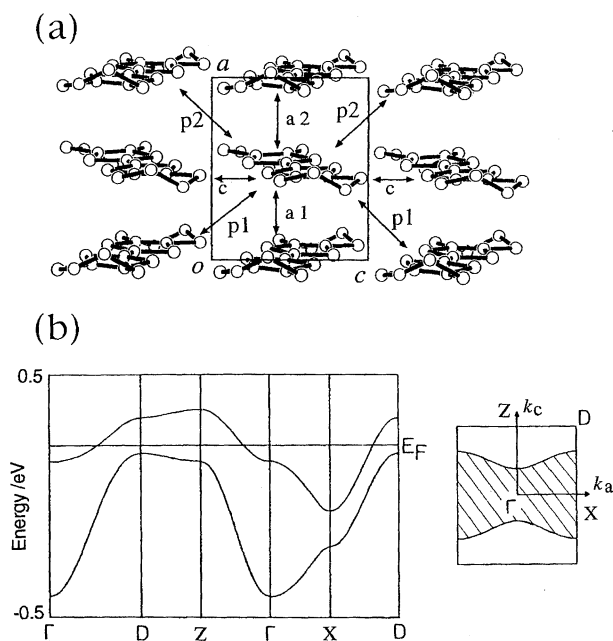 (a)
a
p2
a 2
p2
c
c
p1
a 1
p1
o
c
(b)
0.5
E_F
Energy /eV
-0.5
Γ D Z Γ X D
Z k_c D
k_a
Γ
X